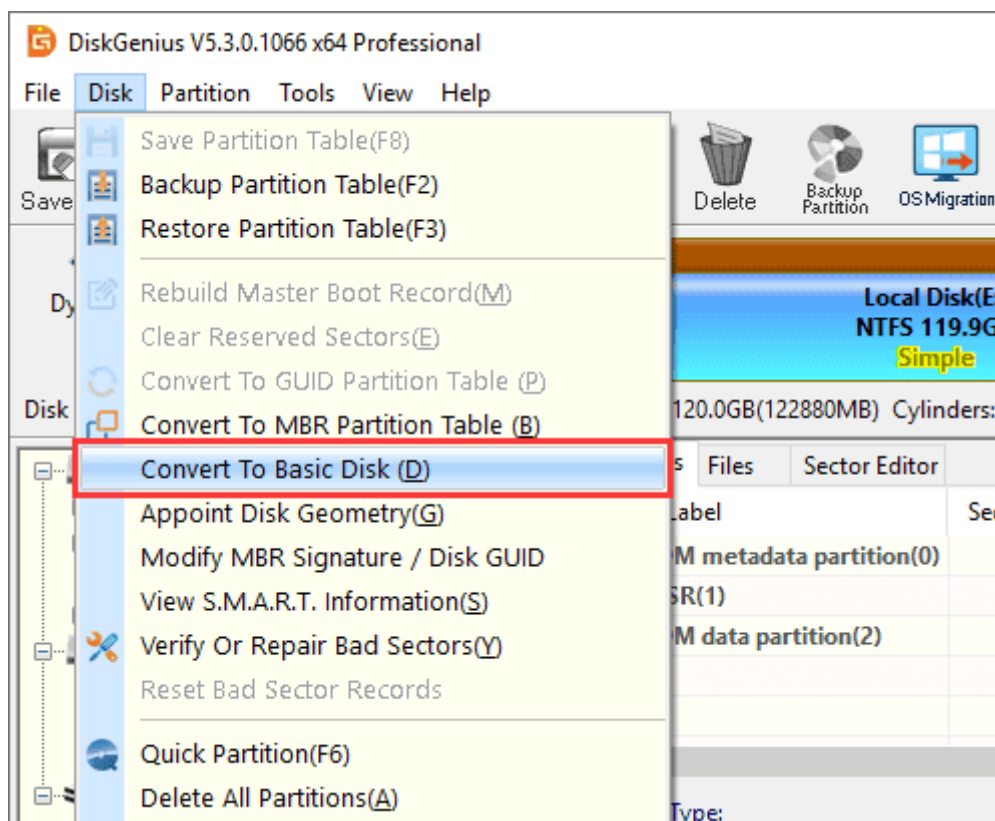 DiskGenius V5.3.0.1066 x64 Professional
File Disk Partition Tools View Help
Save Partition Table(F8)
Backup Partition Table(F2)
Restore Partition Table(F3)
Rebuild Master Boot Record(M)
Clear Reserved Sectors(E)
Convert To GUID Partition Table (P)
Convert To MBR Partition Table (B)
Convert To Basic Disk (D)
Appoint Disk Geometry(G)
Modify MBR Signature / Disk GUID
View S.M.A.R.T. Information(S)
Verify Or Repair Bad Sectors(Y)
Reset Bad Sector Records
Quick Partition(F6)
Delete All Partitions(A)
Save
Delete
Backup
Partition
OS Migration
Dy
Local Disk(E
NTFS 119.9G
Simple
Disk
120.0GB(122880MB) Cylinders:
s Files Sector Editor
Label Sec
M metadata partition(0)
SR(1)
M data partition(2)
Type: